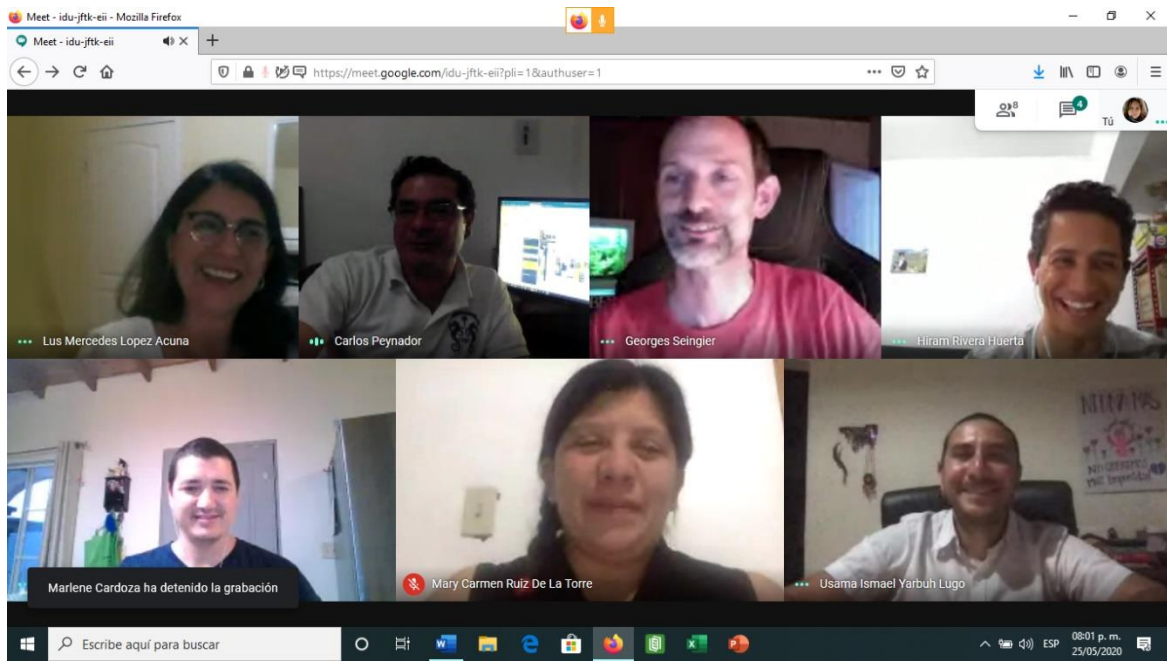 Meet - idu-jftk-eii - Mozilla Firefox
Meet - idu-jftk-eii
https://meet.google.com/idu-jftk-eii?pli=1&authuser=1
8
4
Tú
Lus Mercedes Lopez Acuna
Carlos Peynador
Georges Seingier
Hiram Rivera Huerta
NI UNA MAS
Marlene Cardoza ha detenido la grabación
Mary Carmen Ruiz De La Torre
Usama Ismael Yarbuh Lugo
Escribe aquí para buscar
ESP
08:01 p. m.
25/05/2020